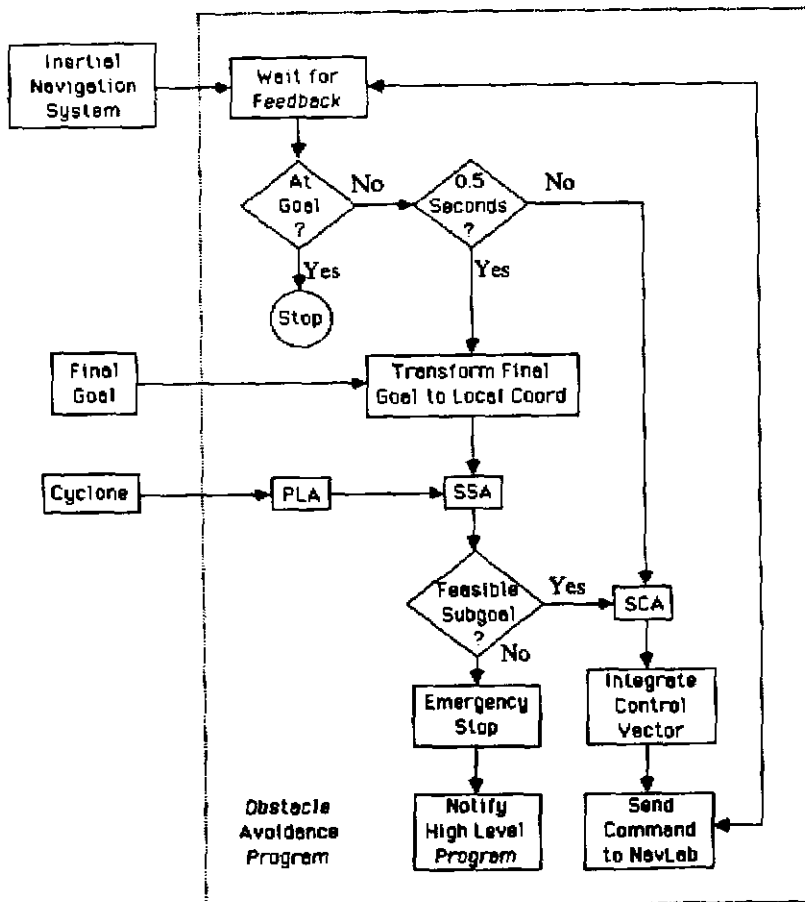 Inertial
Navigation
System
Wait for
Feedback
At
Goal
?
No
0.5
Seconds
?
No
Yes
Yes
Stop
Final
Goal
Transform Final
Goal to Local Coord
Cyclone
PLA
SSA
Feasible
Subgoal
?
Yes
SCA
No
Emergency
Stop
Integrate
Control
Vector
Obstacle
Avoidance
Program
Notify
High Level
Program
Send
Command
to NavLab